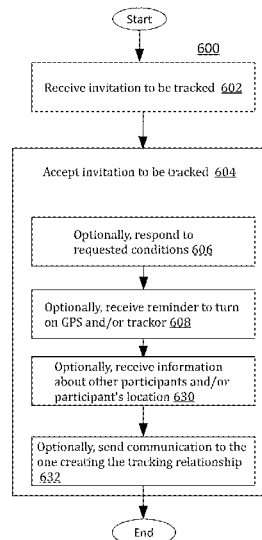 Start
600
Receive invitation to be tracked 602
Accept invitation to be tracked 604
Optionally, respond to
requested conditions 606
Optionally, receive reminder to turn
on GPS and/or trackor 608
Optionally, receive information
about other participants and/or
participant's location 630
Optionally, send communication to the
one creating the tracking relationship
632
End